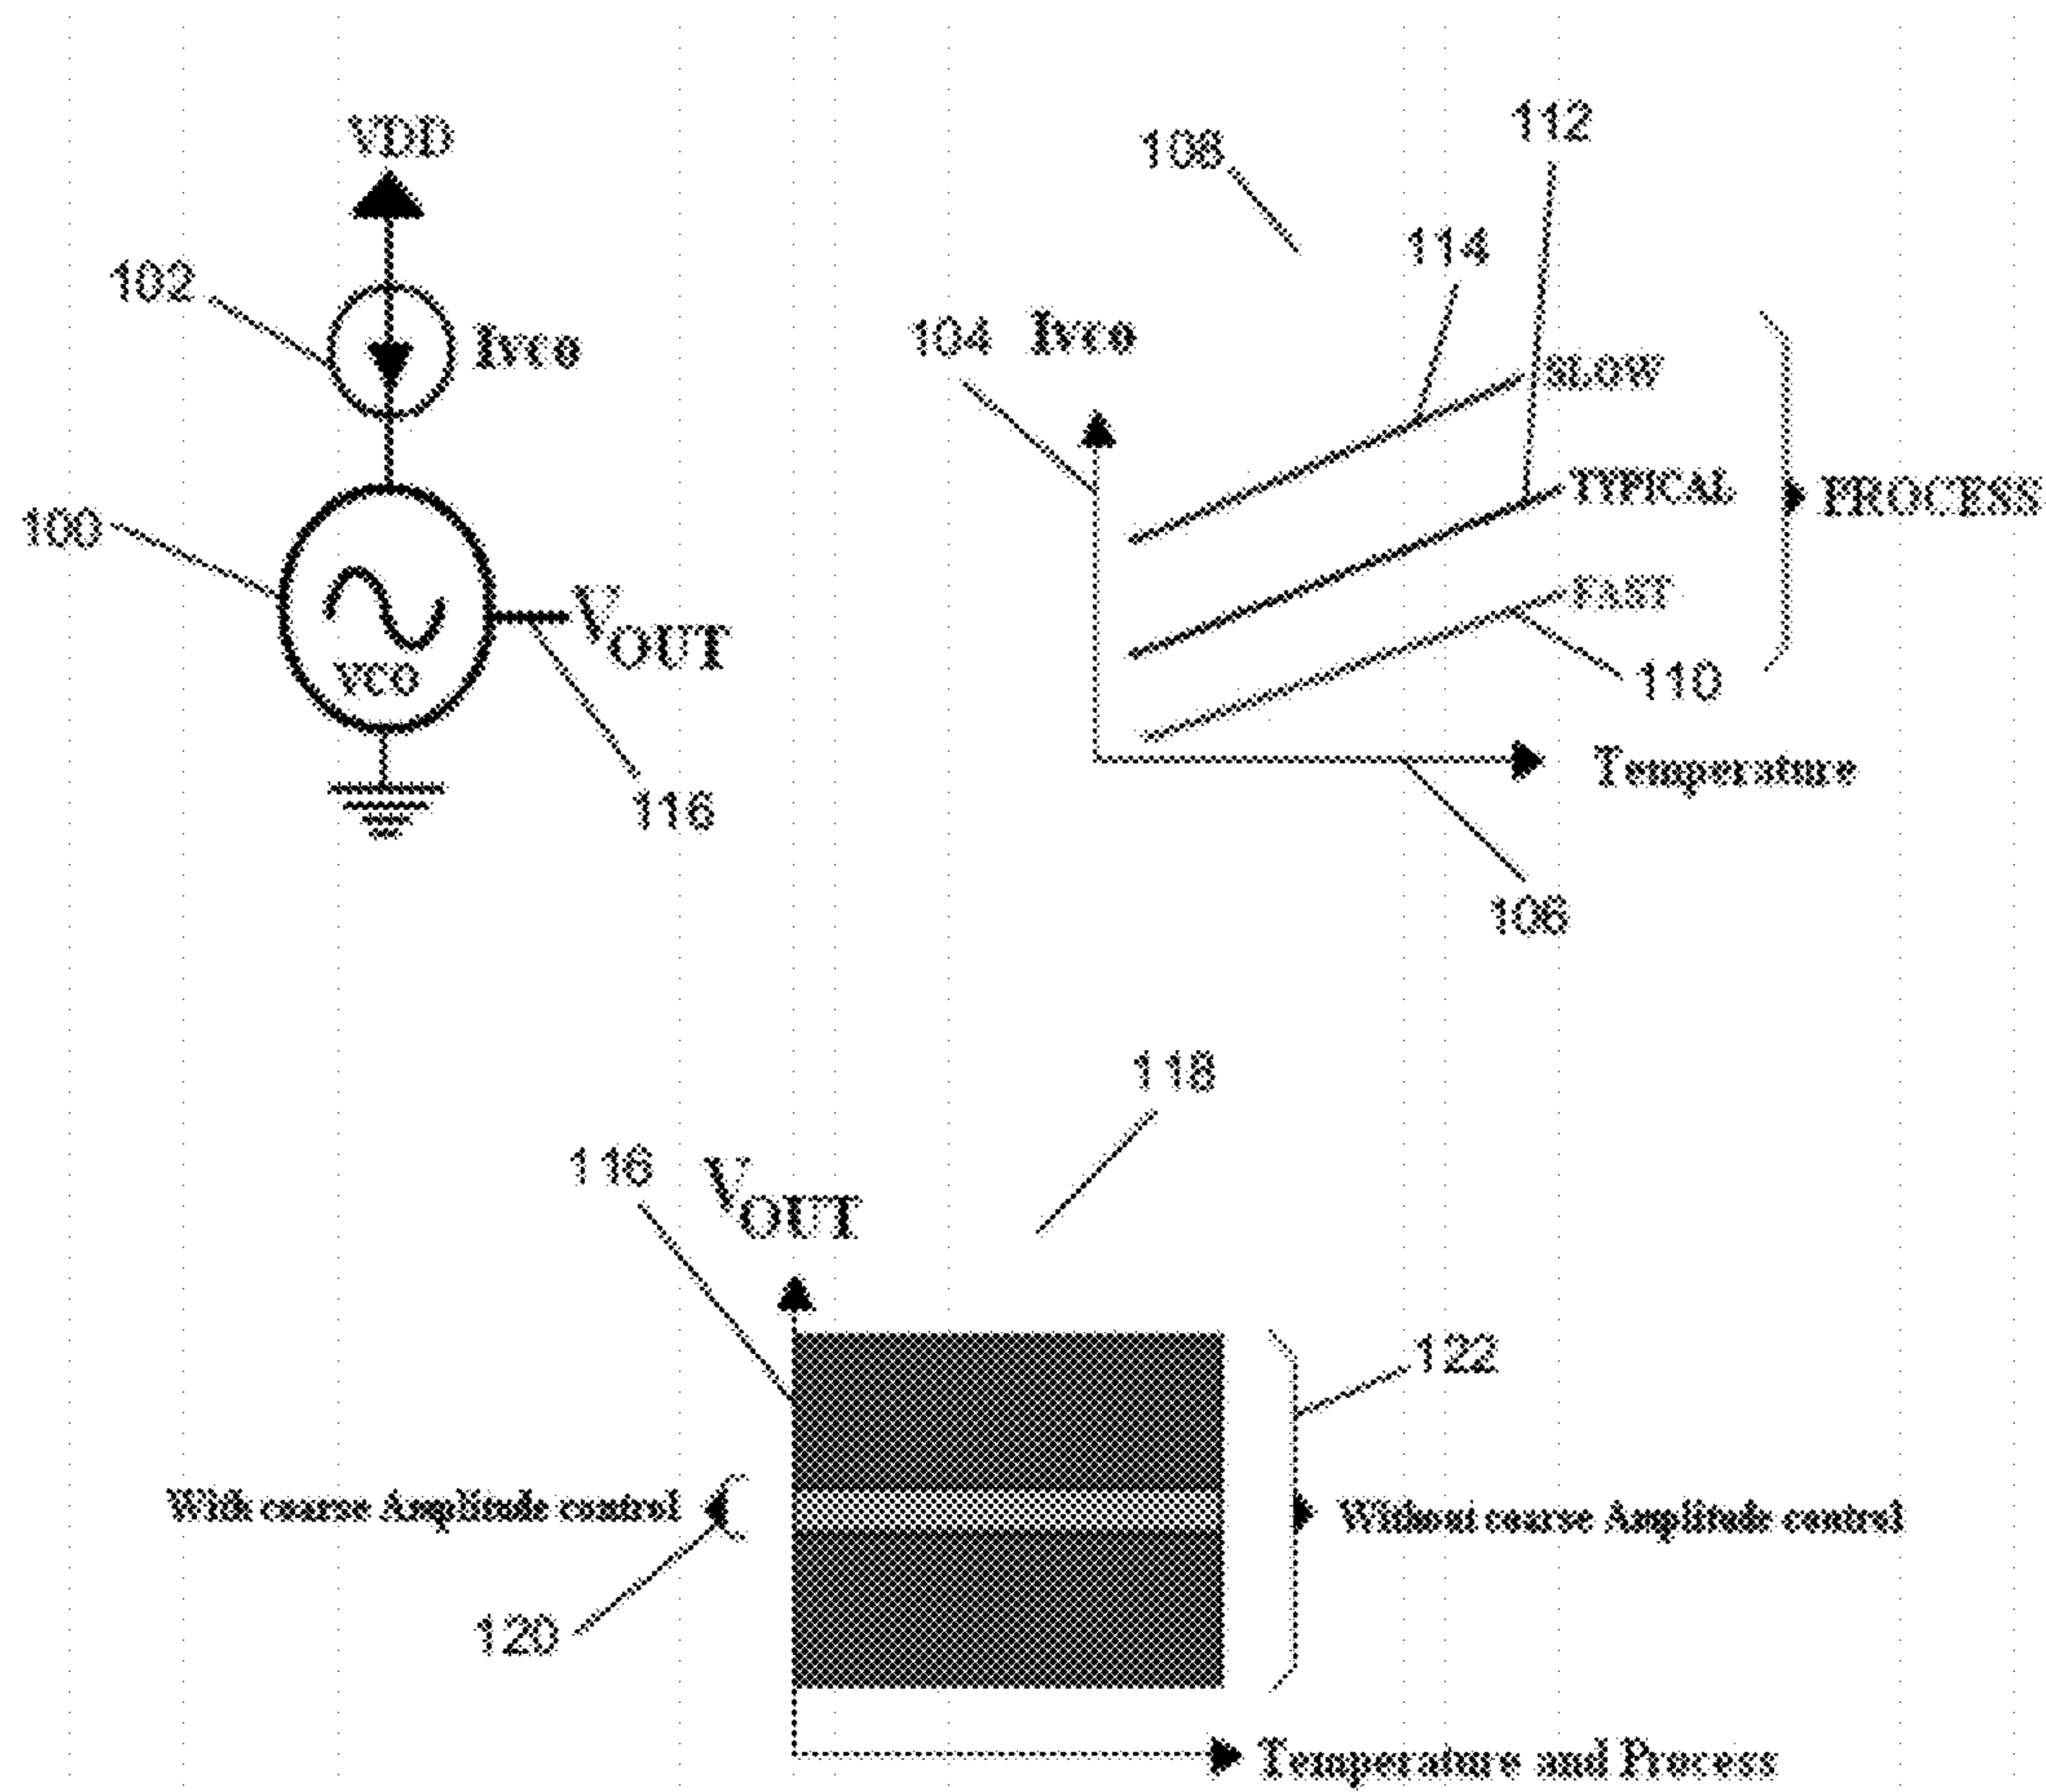 VDD
102
Ivco
100
VCO
VOUT
116
108
112
114
104 Ivco
SLOW
TYPICAL
PROCESS
FAST
110
Temperature
106
118
116 VOUT
122
With coarse Amplitude control
Without coarse Amplitude control
120
Temperature and Process